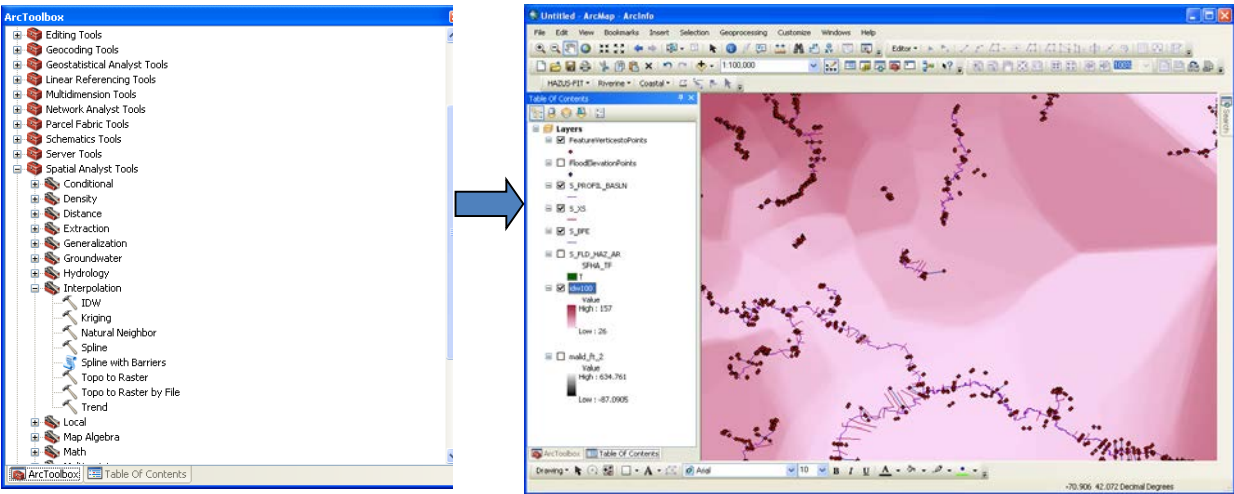 ArcToolbox
Editing Tools
Geocoding Tools
Geostatistical Analyst Tools
Linear Referencing Tools
Multidimension Tools
Network Analyst Tools
Parcel Fabric Tools
Schematics Tools
Server Tools
Spatial Analyst Tools
Conditional
Density
Distance
Extraction
Generalization
Groundwater
Hydrology
Interpolation
IDW
Kriging
Natural Neighbor
Spline
Spline with Barriers
Topo to Raster
Topo to Raster by File
Trend
Local
Map Algebra
Math
ArcToolbox Table Of Contents
Untitled - ArcMap - ArcInfo
File Edit View Bookmarks Insert Selection Geoprocessing Customize Windows Help
Editor
1:100,000 100%
HAZUS-FIT Riverine Coastal
Table Of Contents
Search
Layers
FeatureVerticestoPoints
FloodElevationPoints
S_PROFIL_BASLN
S_XS
S_BFE
S_FLD_HAZ_AR
SFHA_TF
T
idw100
Value
High : 157
Low : 26
mald_ft_2
Value
High : 634.761
Low : -87.0905
ArcToolbox Table Of Contents
Drawing A Arial 10 B I U A
-70.906 42.072 Decimal Degrees